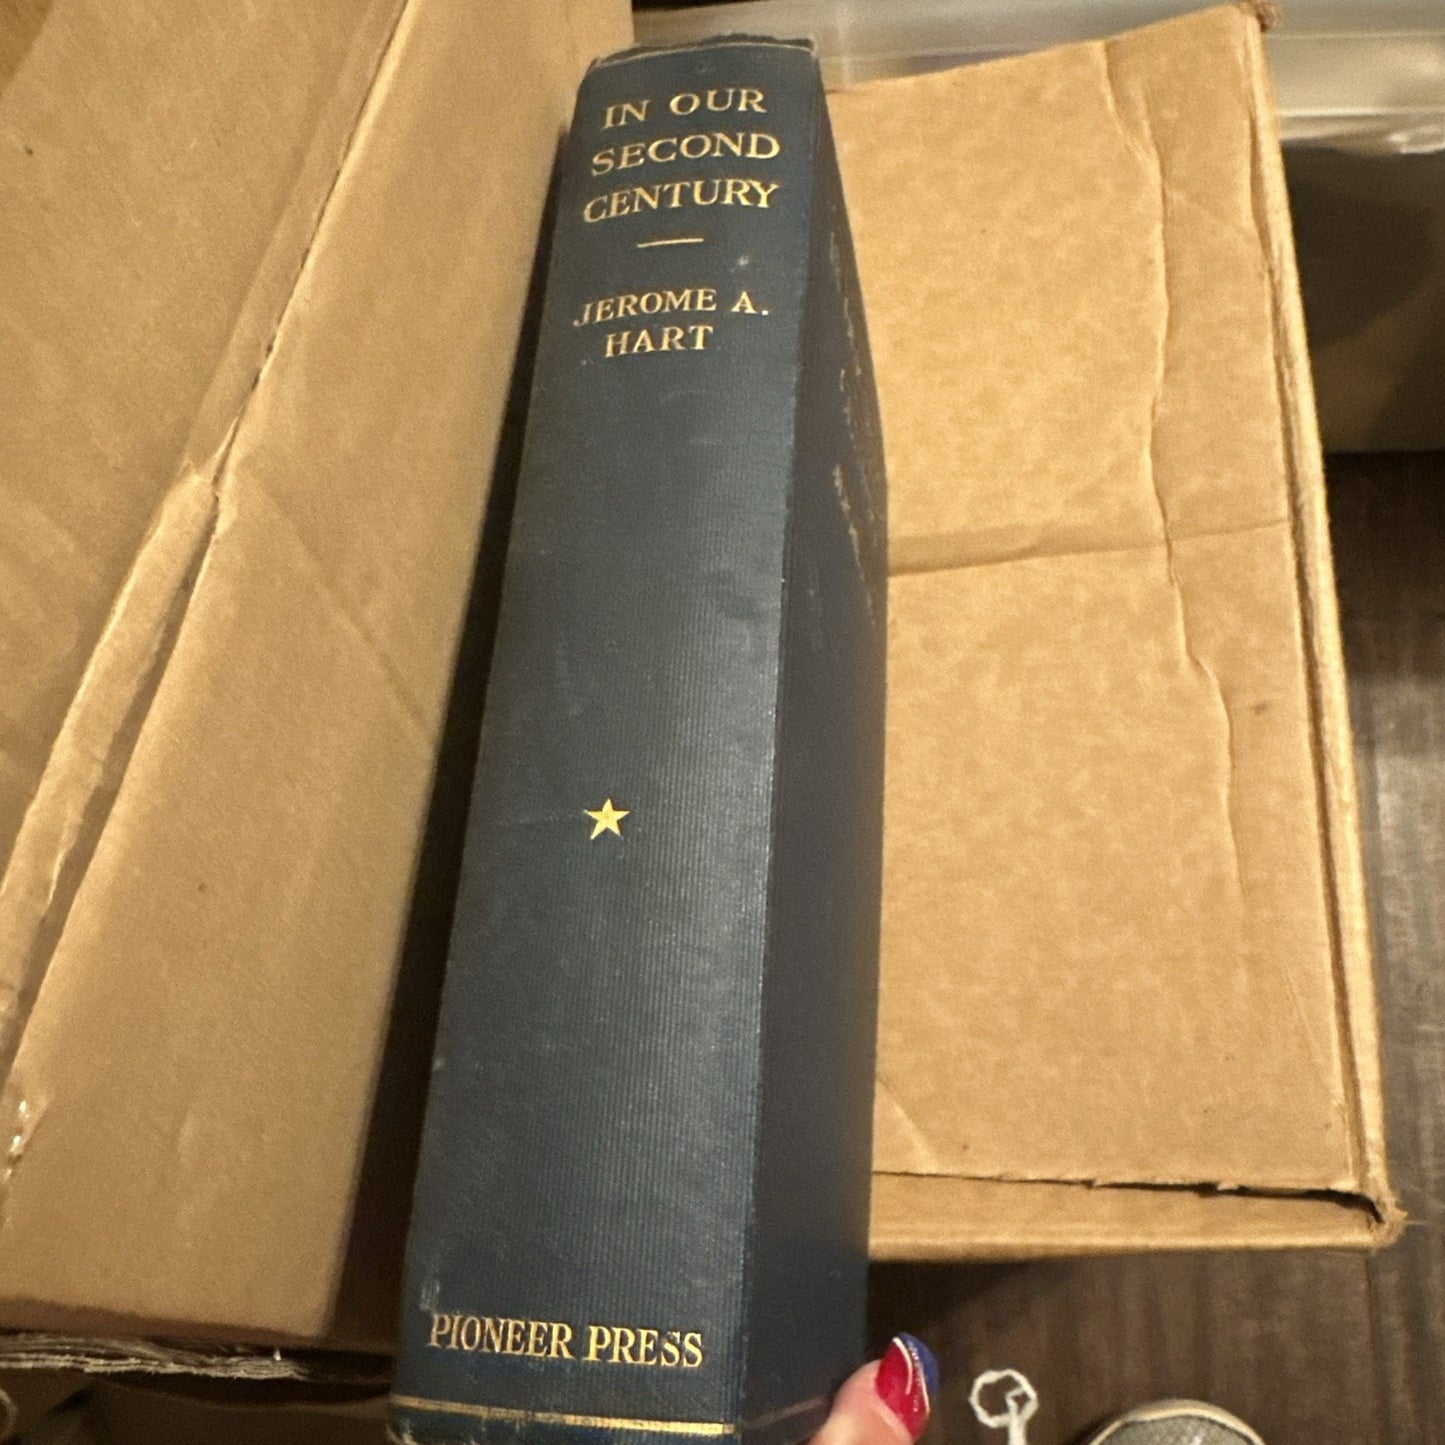 IN OUR
SECOND
CENTURY
JEROME A.
HART
PIONEER PRESS